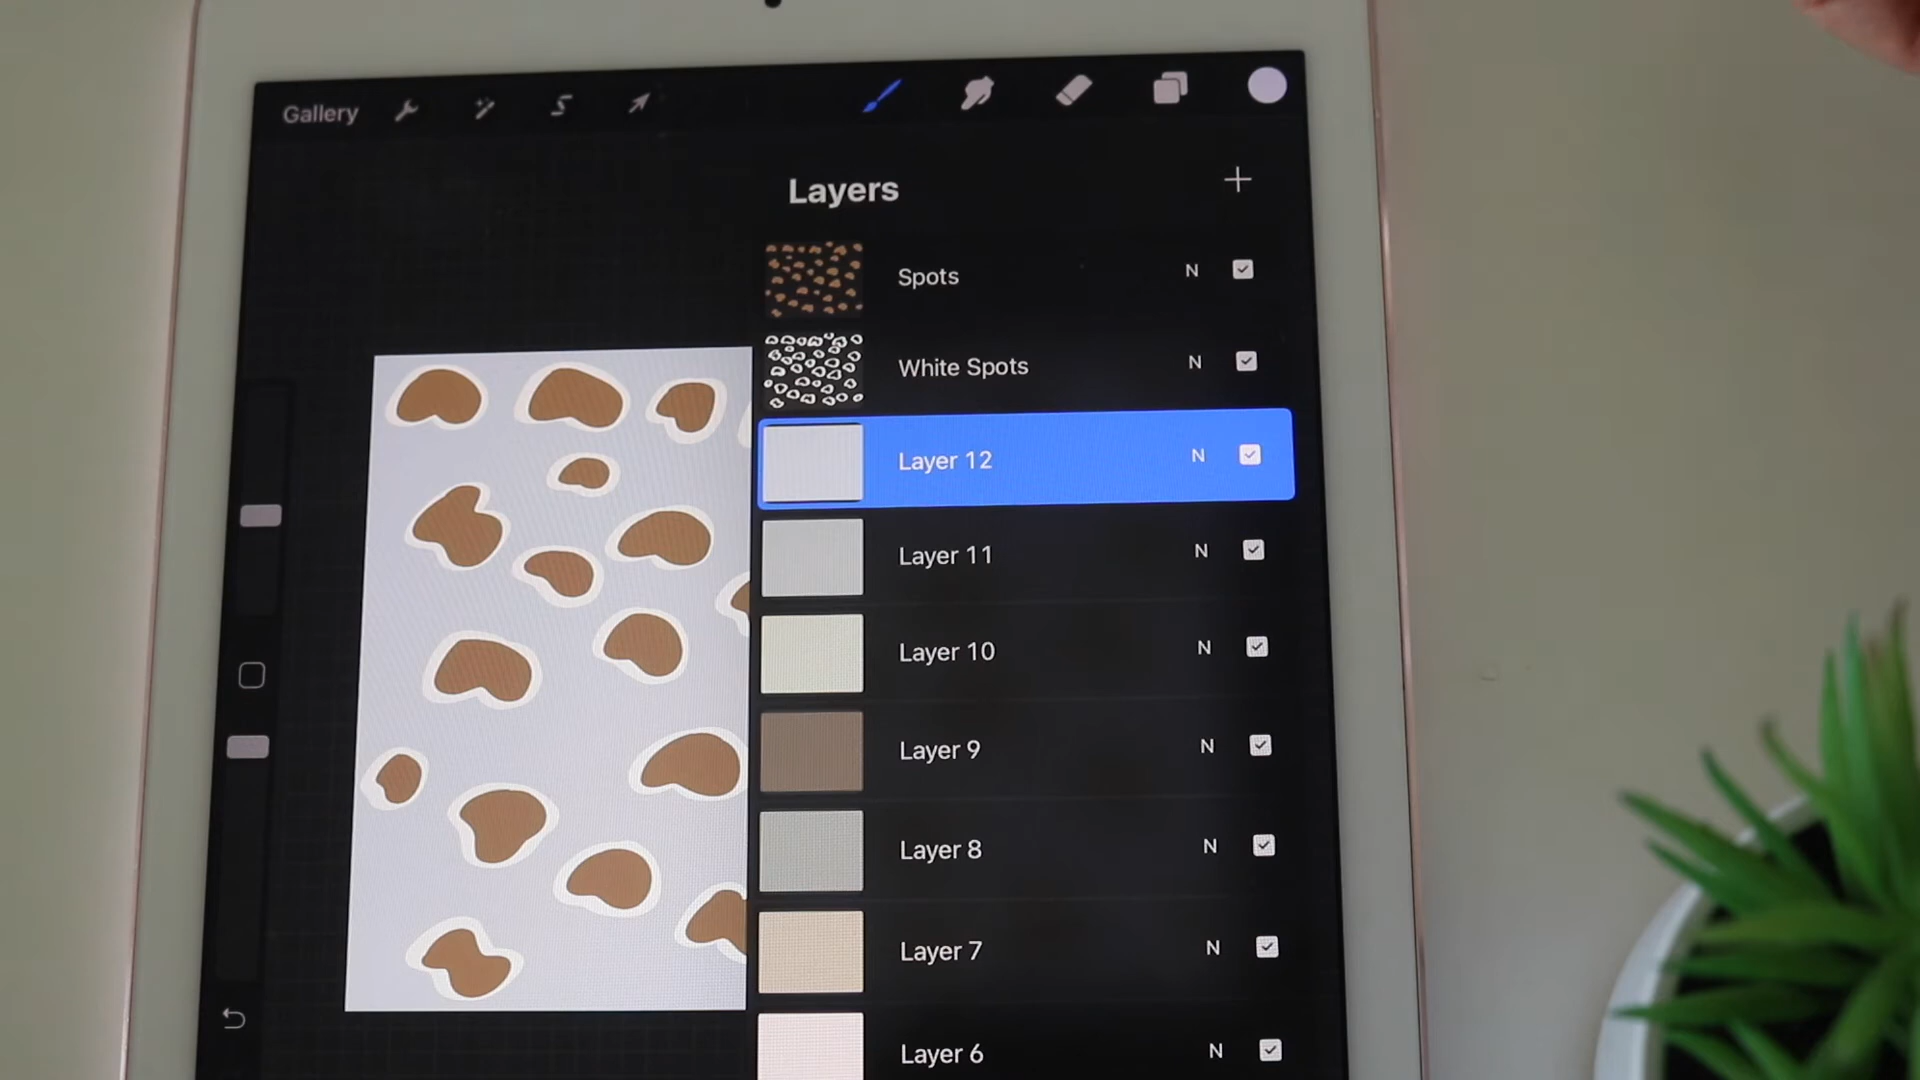 Gallery
Layers
Spots N
White Spots N
Layer 12 N
Layer 11 N
Layer 10 N
Layer 9 N
Layer 8 N
Layer 7 N
Layer 6 N